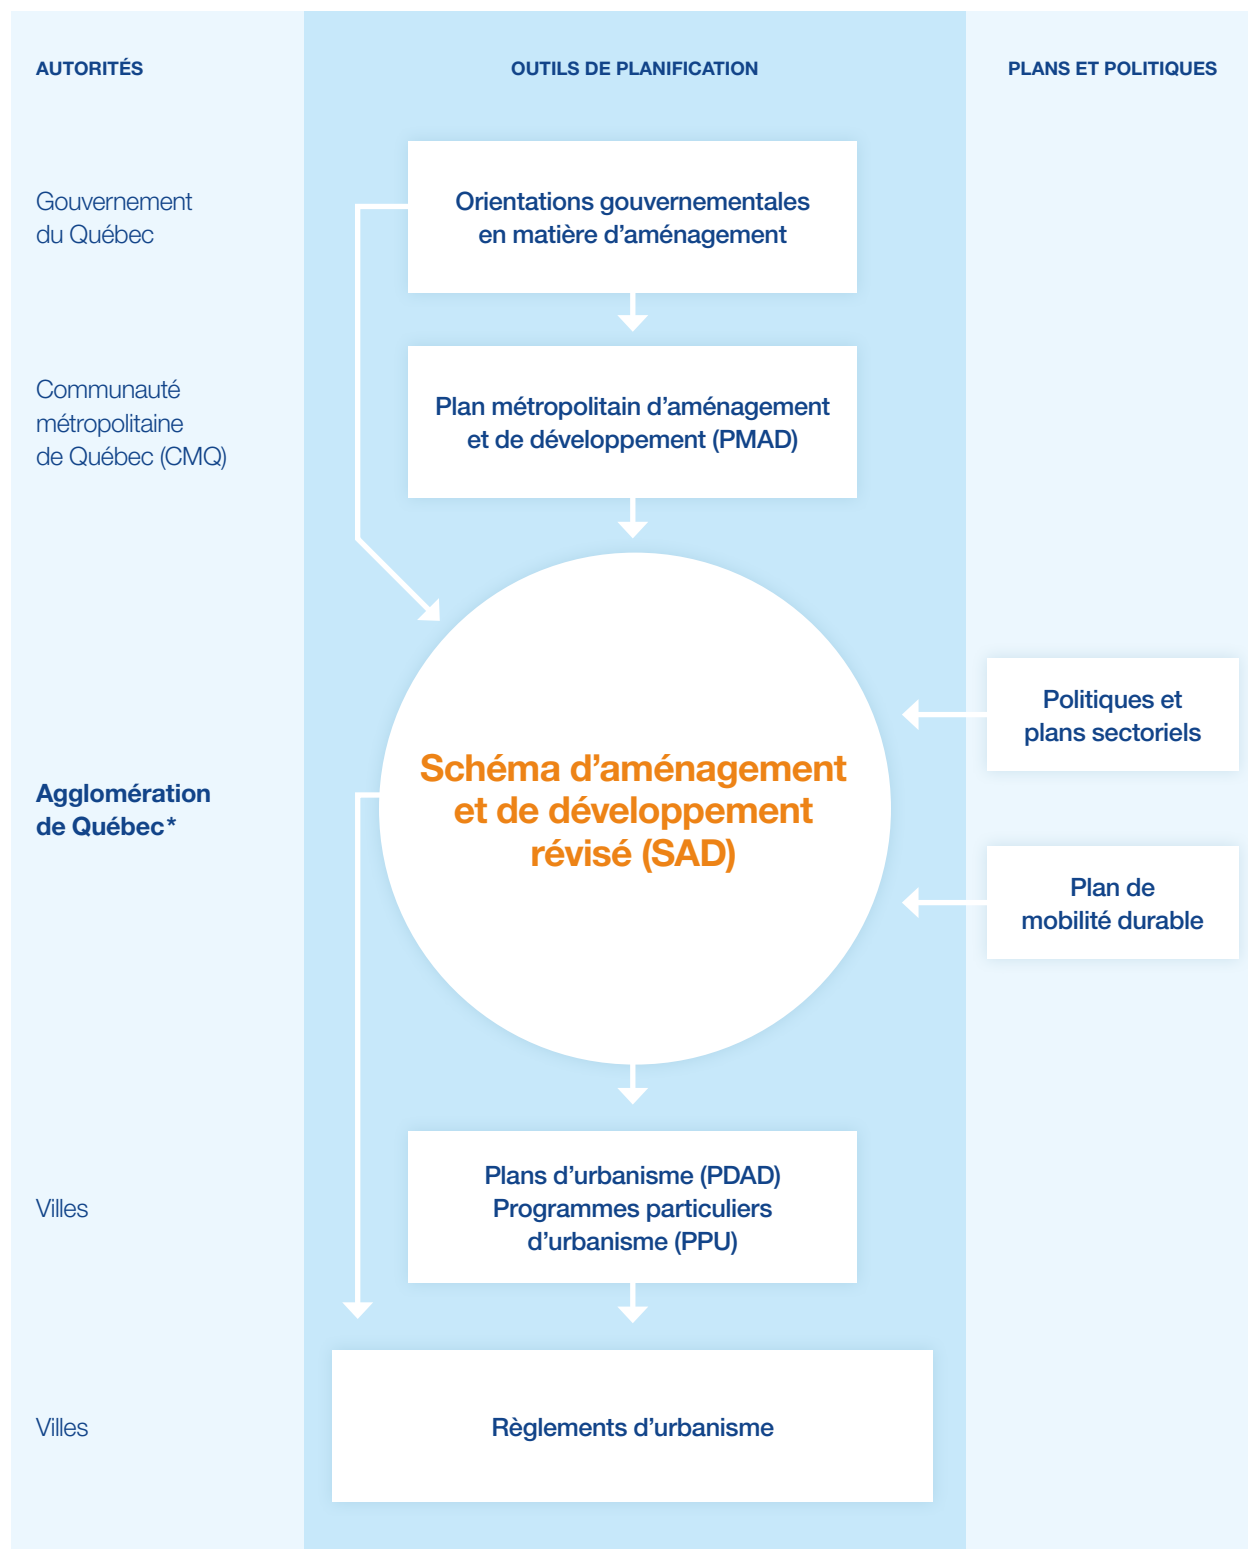 AUTORITÉS
OUTILS DE PLANIFICATION
PLANS ET POLITIQUES
Gouvernement
du Québec
Orientations gouvernementales
en matière d’aménagement
Communauté
métropolitaine
de Québec (CMQ)
Plan métropolitain d’aménagement
et de développement (PMAD)
Agglomération
de Québec*
Schéma d’aménagement
et de développement
révisé (SAD)
Politiques et
plans sectoriels
Plan de
mobilité durable
Villes
Plans d’urbanisme (PDAD)
Programmes particuliers
d’urbanisme (PPU)
Villes
Règlements d’urbanisme